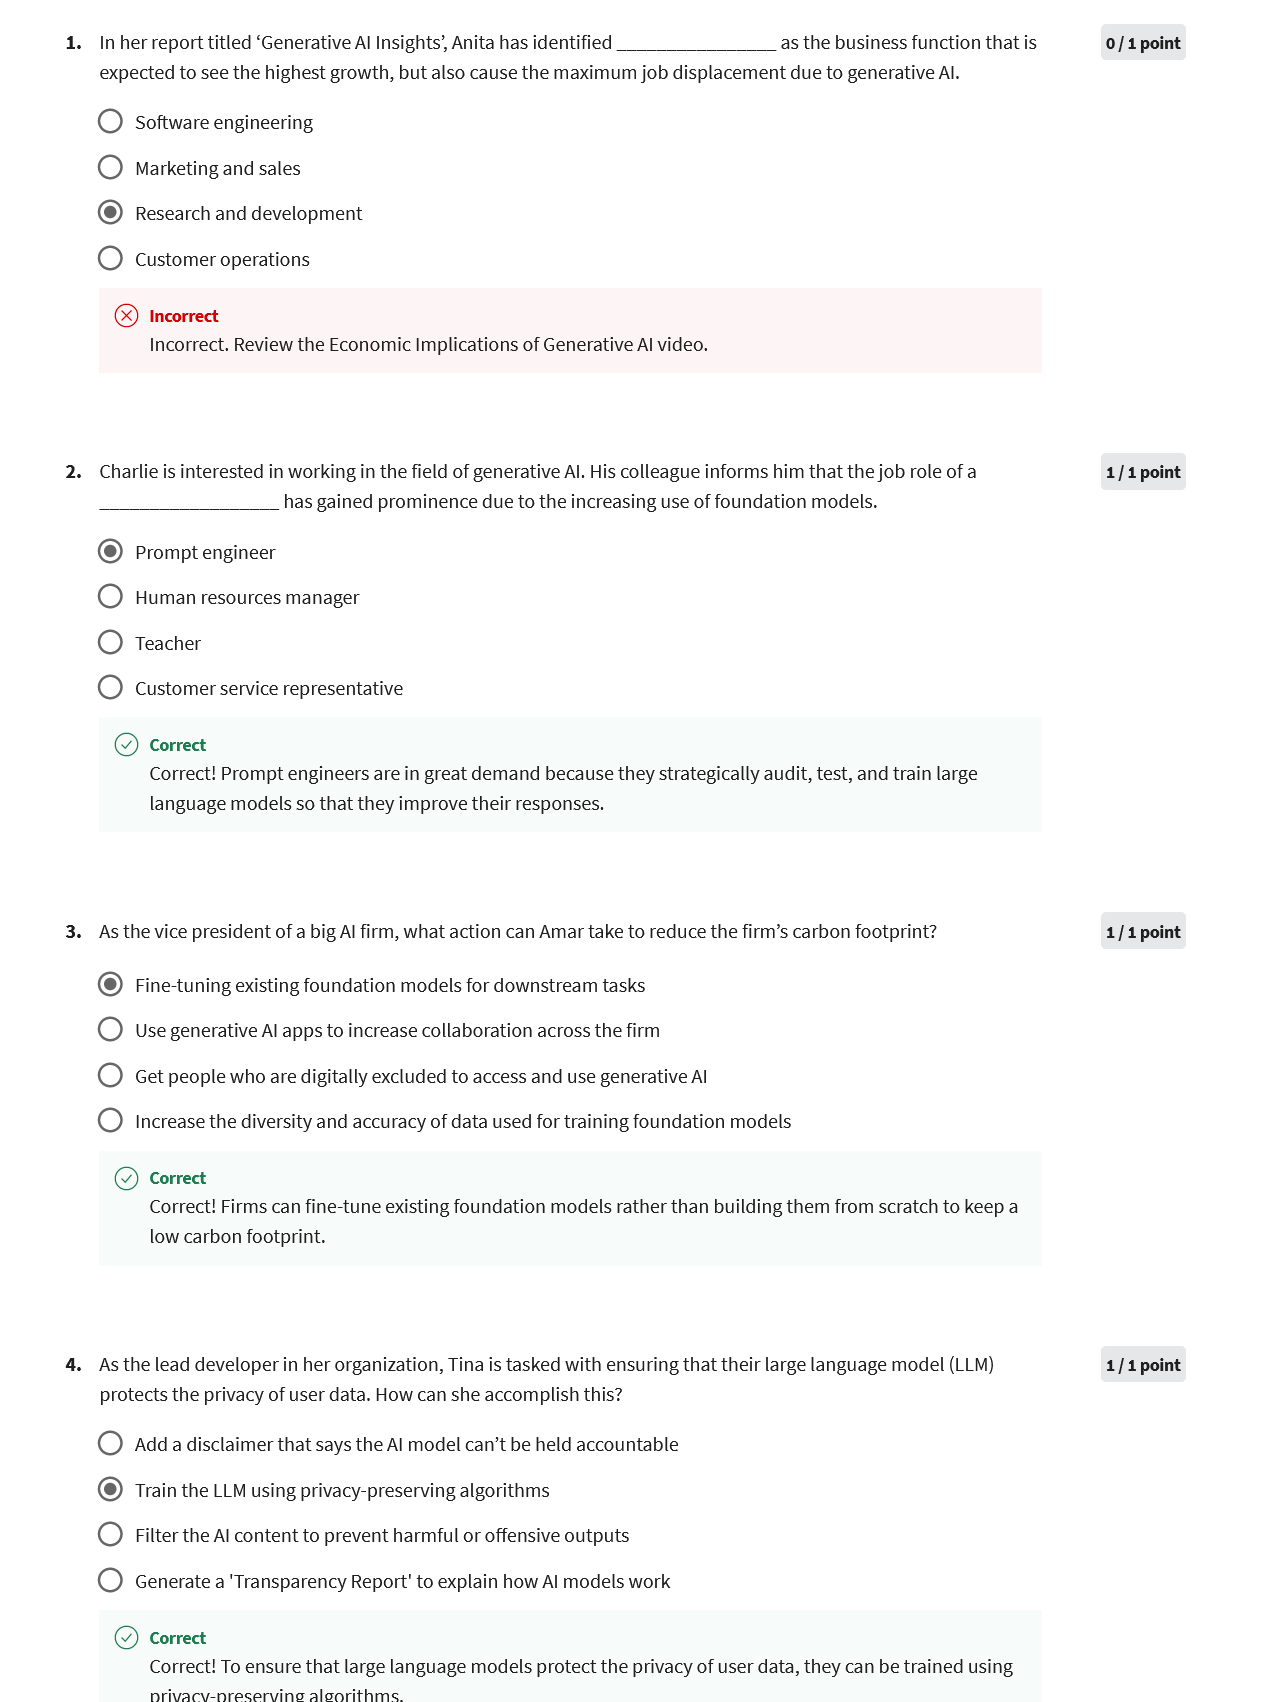 1. In her report titled ‘Generative AI Insights’, Anita has identified ________________ as the business function that is 0 / 1 point
expected to see the highest growth, but also cause the maximum job displacement due to generative AI.
Software engineering
Marketing and sales
Research and development
Customer operations
Incorrect
Incorrect. Review the Economic Implications of Generative AI video.
2. Charlie is interested in working in the field of generative AI. His colleague informs him that the job role of a 1 / 1 point
__________________ has gained prominence due to the increasing use of foundation models.
Prompt engineer
Human resources manager
Teacher
Customer service representative
Correct
Correct! Prompt engineers are in great demand because they strategically audit, test, and train large
language models so that they improve their responses.
3. As the vice president of a big AI firm, what action can Amar take to reduce the firm’s carbon footprint? 1 / 1 point
Fine-tuning existing foundation models for downstream tasks
Use generative AI apps to increase collaboration across the firm
Get people who are digitally excluded to access and use generative AI
Increase the diversity and accuracy of data used for training foundation models
Correct
Correct! Firms can fine-tune existing foundation models rather than building them from scratch to keep a
low carbon footprint.
4. As the lead developer in her organization, Tina is tasked with ensuring that their large language model (LLM) 1 / 1 point
protects the privacy of user data. How can she accomplish this?
Add a disclaimer that says the AI model can’t be held accountable
Train the LLM using privacy-preserving algorithms
Filter the AI content to prevent harmful or offensive outputs
Generate a 'Transparency Report' to explain how AI models work
Correct
Correct! To ensure that large language models protect the privacy of user data, they can be trained using
privacy-preserving algorithms.